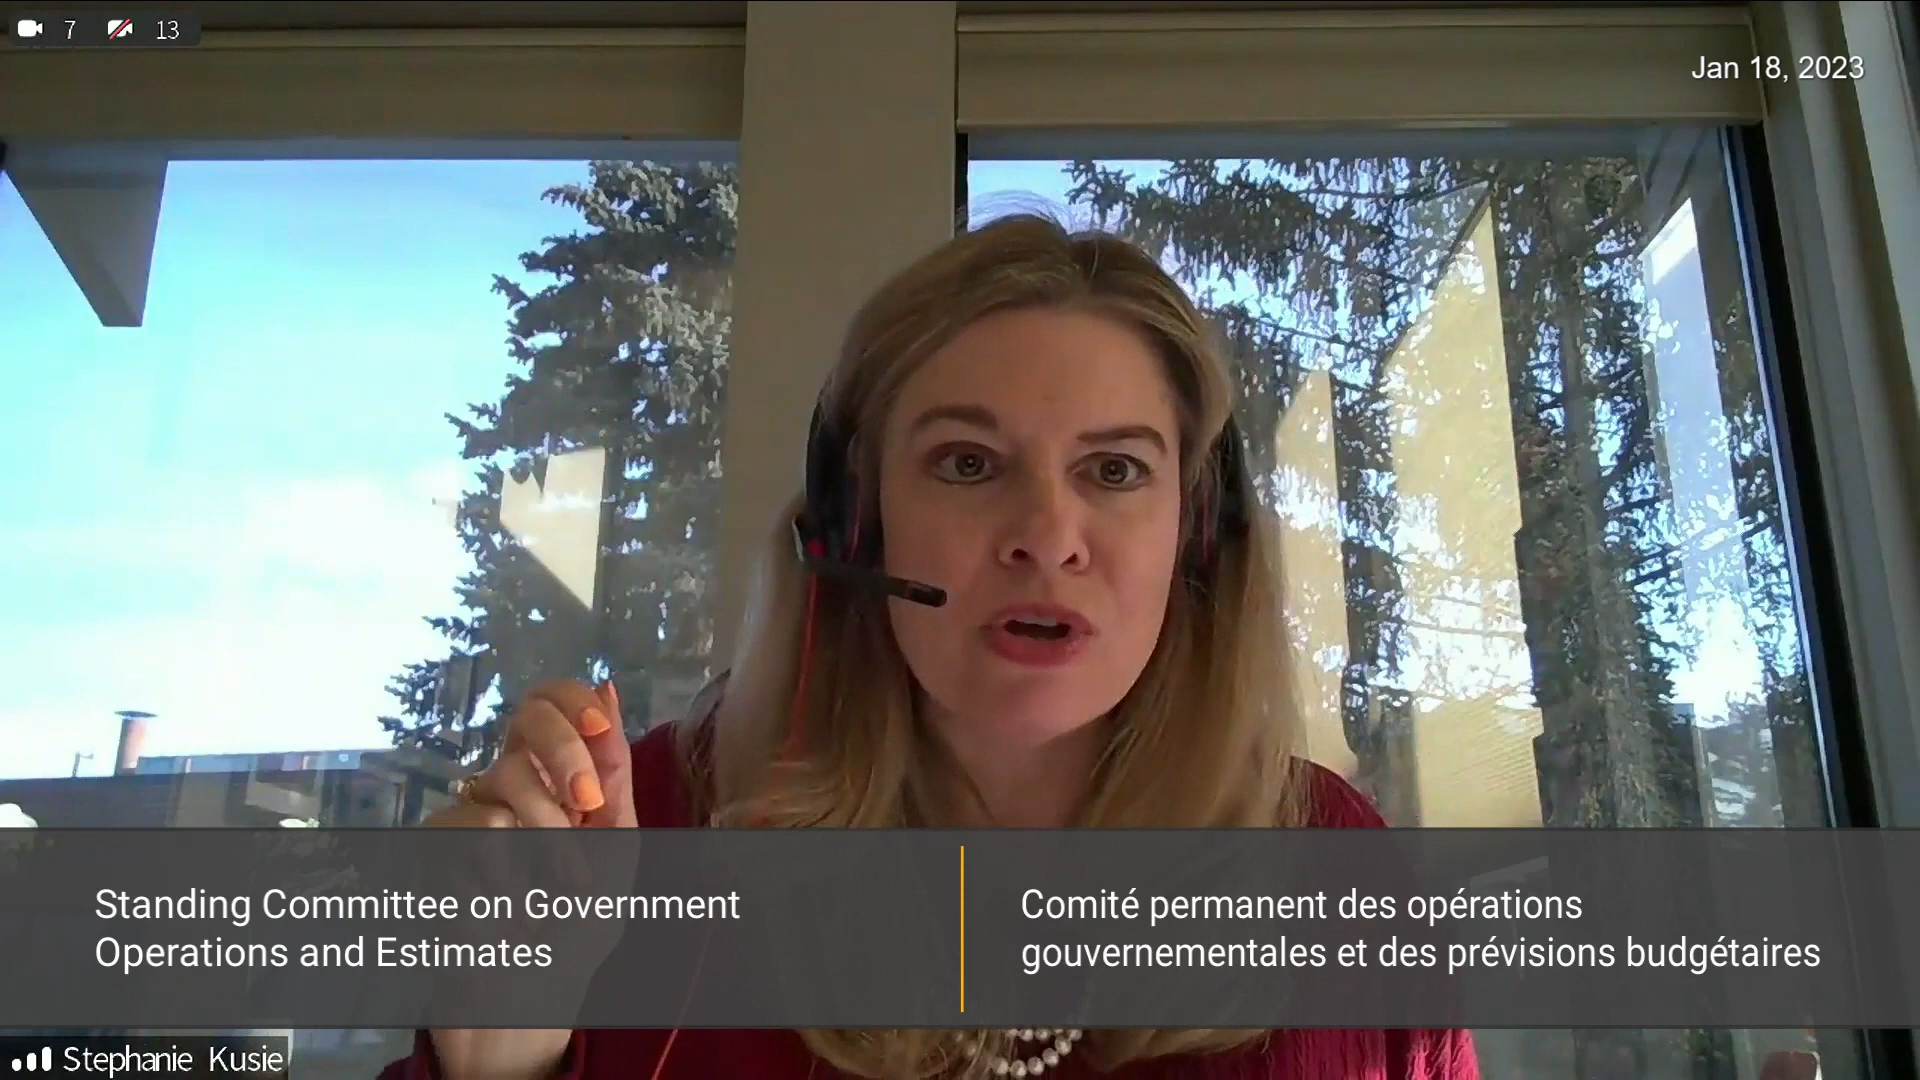 7 13
Jan 18, 2023
Standing Committee on Government
Operations and Estimates
Comité permanent des opérations
gouvernementales et des prévisions budgétaires
Stephanie Kusie